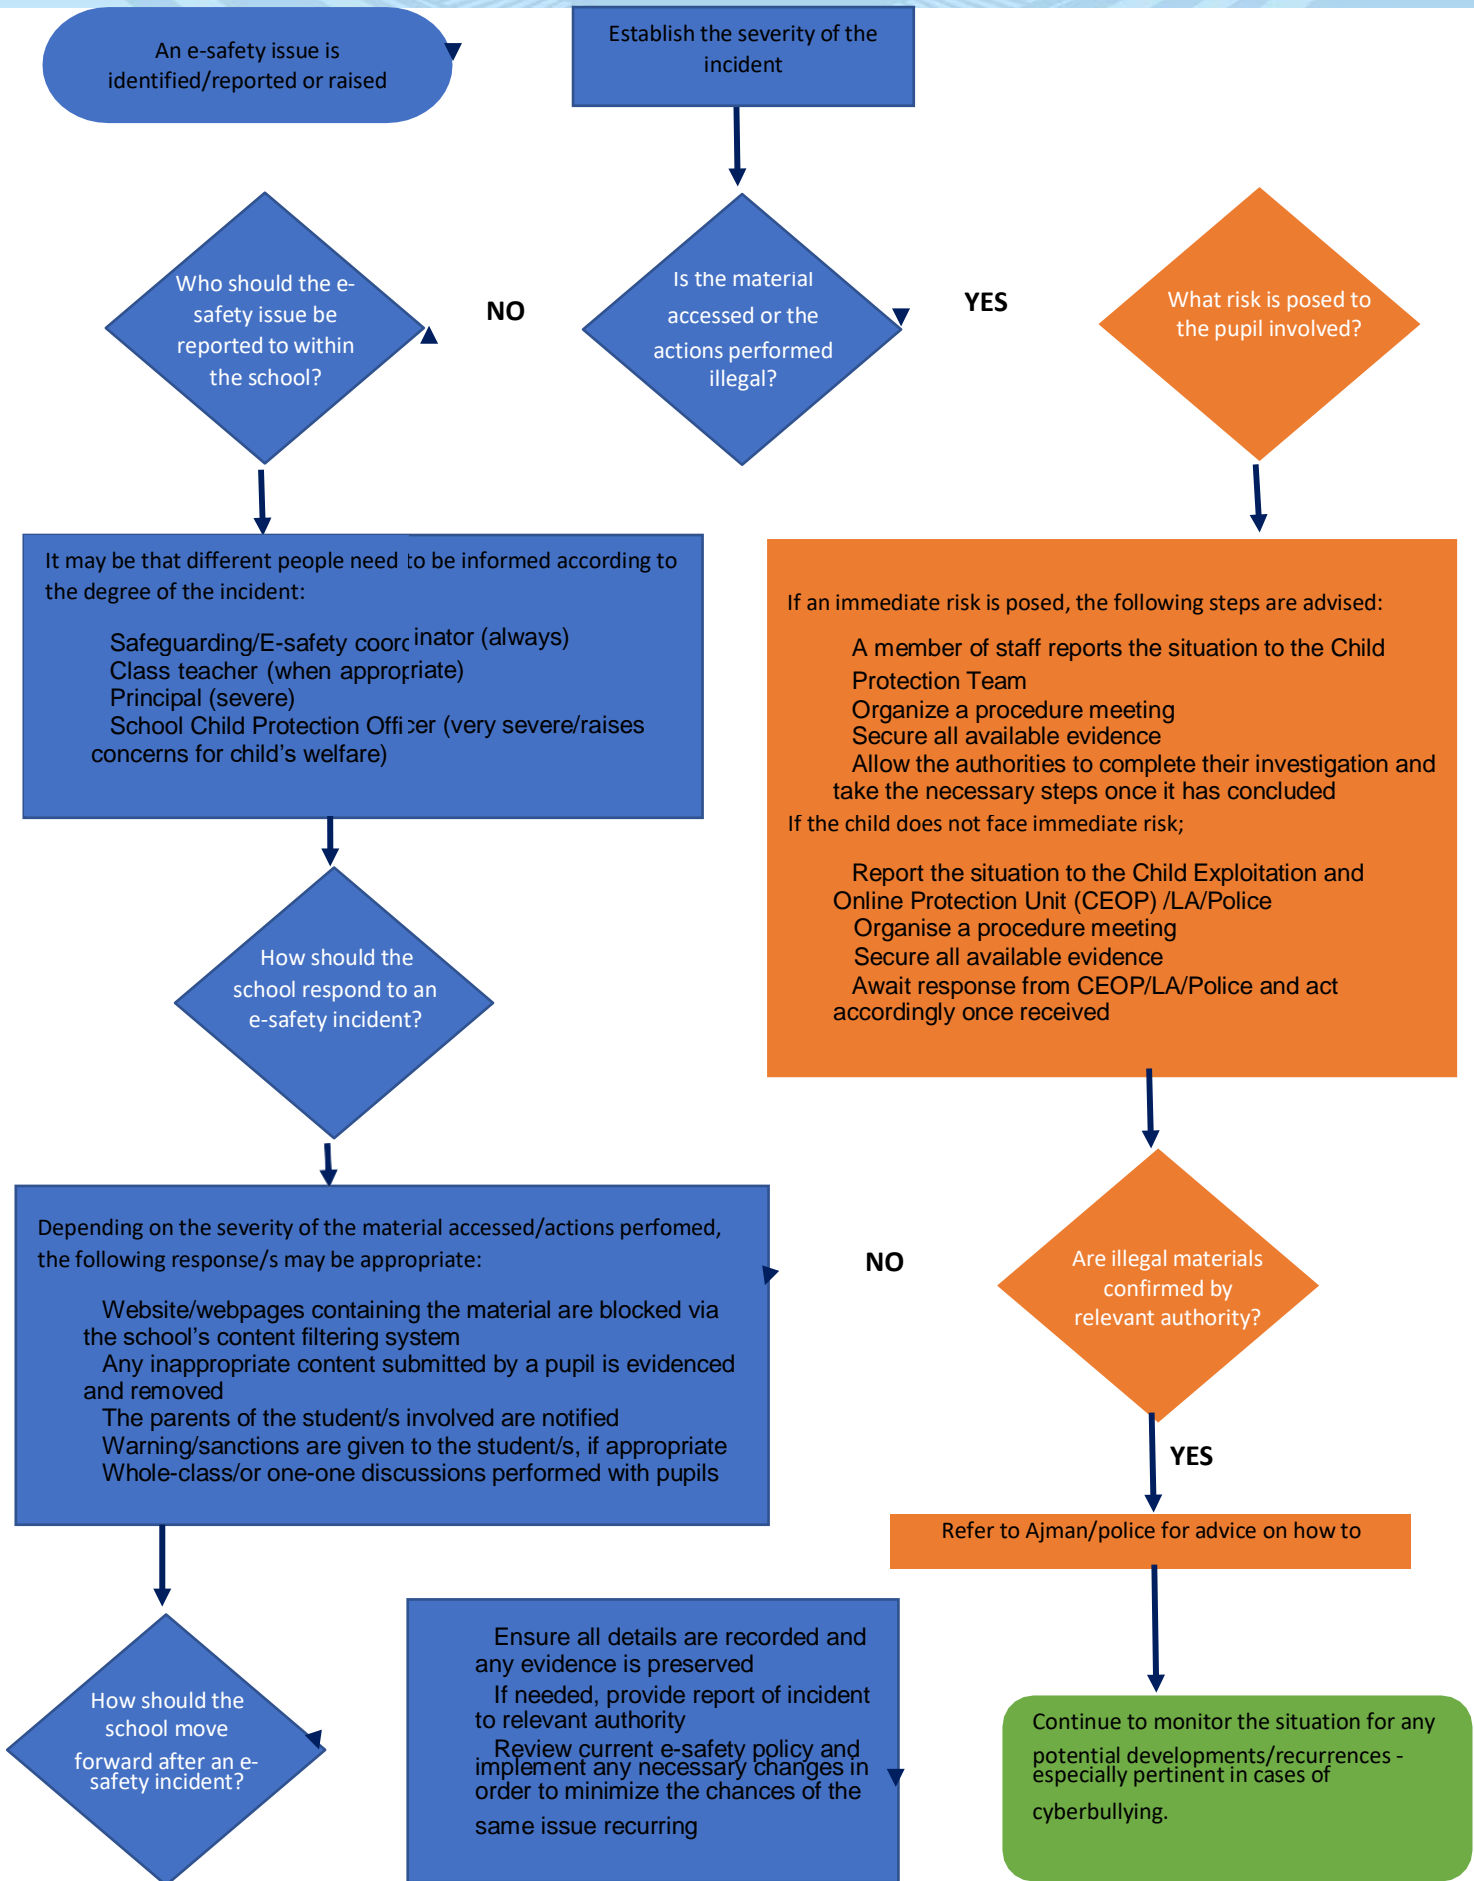 An e-safety issue is
identified/reported or raised
Establish the severity of the
incident
Who should the e-
safety issue be
reported to within
the school?
NO
Is the material
accessed or the
actions performed
illegal?
YES
What risk is posed to
the pupil involved?
It may be that different people need to be informed according to
the degree of the incident:
Safeguarding/E-safety coordinator (always)
Class teacher (when appropriate)
Principal (severe)
School Child Protection Officer (very severe/raises
concerns for child's welfare)
If an immediate risk is posed, the following steps are advised:
A member of staff reports the situation to the Child
Protection Team
Organize a procedure meeting
Secure all available evidence
Allow the authorities to complete their investigation and
take the necessary steps once it has concluded
If the child does not face immediate risk;
Report the situation to the Child Exploitation and
Online Protection Unit (CEOP) /LA/Police
Organise a procedure meeting
Secure all available evidence
Await response from CEOP/LA/Police and act
accordingly once received
How should the
school respond to an
e-safety incident?
Depending on the severity of the material accessed/actions perfomed,
the following response/s may be appropriate:
Website/webpages containing the material are blocked via
the school's content filtering system
Any inappropriate content submitted by a pupil is evidenced
and removed
The parents of the student/s involved are notified
Warning/sanctions are given to the student/s, if appropriate
Whole-class/or one-one discussions performed with pupils
NO
Are illegal materials
confirmed by
relevant authority?
YES
Refer to Ajman/police for advice on how to
How should the
school move
forward after an e-
safety incident?
Ensure all details are recorded and
any evidence is preserved
If needed, provide report of incident
to relevant authority
Review current e-safety policy and
implement any necessary changes in
order to minimize the chances of the
same issue recurring
Continue to monitor the situation for any
potential developments/recurrences -
especially pertinent in cases of
cyberbullying.